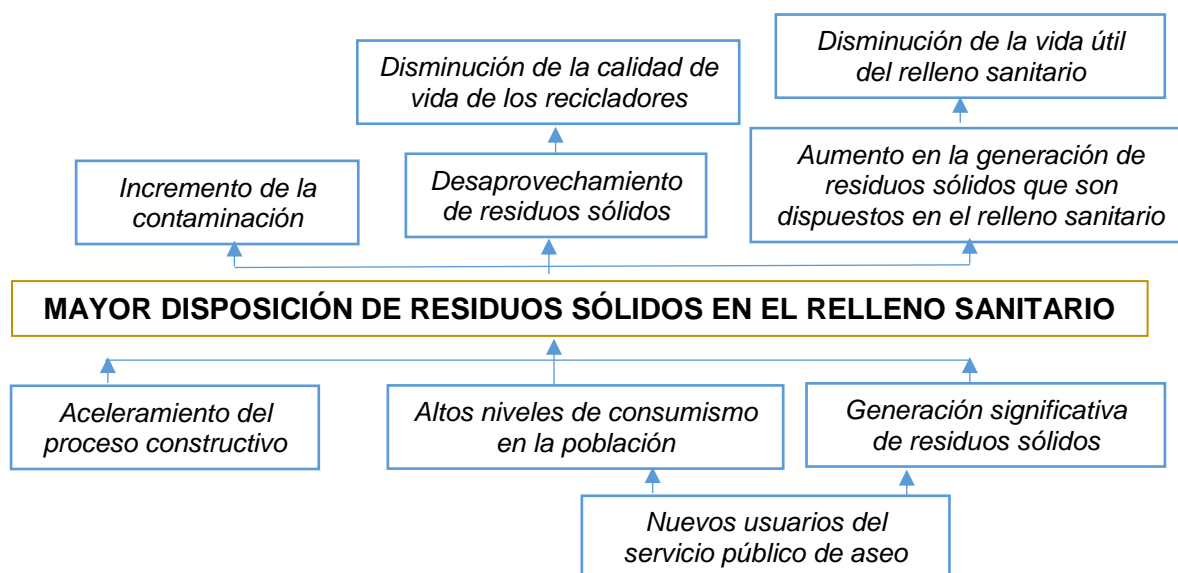 Disminución de la vida útil
del relleno sanitario
Disminución de la calidad de
vida de los recicladores
Incremento de la
contaminación
Desaprovechamiento
de residuos sólidos
Aumento en la generación de
residuos sólidos que son
dispuestos en el relleno sanitario
MAYOR DISPOSICIÓN DE RESIDUOS SÓLIDOS EN EL RELLENO SANITARIO
Aceleramiento del
proceso constructivo
Altos niveles de consumismo
en la población
Generación significativa
de residuos sólidos
Nuevos usuarios del
servicio público de aseo